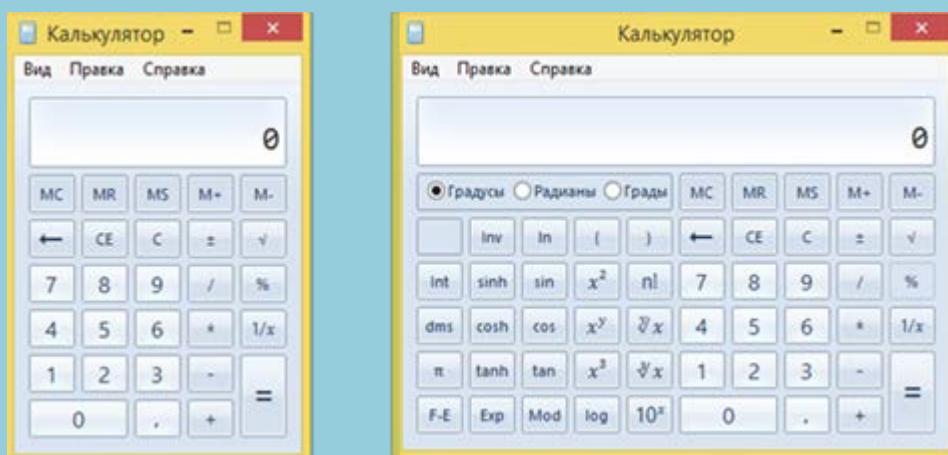 Калькулятор
Вид Правка Справка
0
MC MR MS M+ M-
← CE C ± √
7 8 9 / %
4 5 6 * 1/x
1 2 3 - =
0 , +
Калькулятор
Вид Правка Справка
0
Градусы Радианы Грады MC MR MS M+ M-
Inv ln ( ) ← CE C ± √
Int sinh sin x² n! 7 8 9 / %
dms cosh cos xʸ ʸ√x 4 5 6 * 1/x
π tanh tan x³ ³√x 1 2 3 - =
F-E Exp Mod log 10ˣ 0 , +